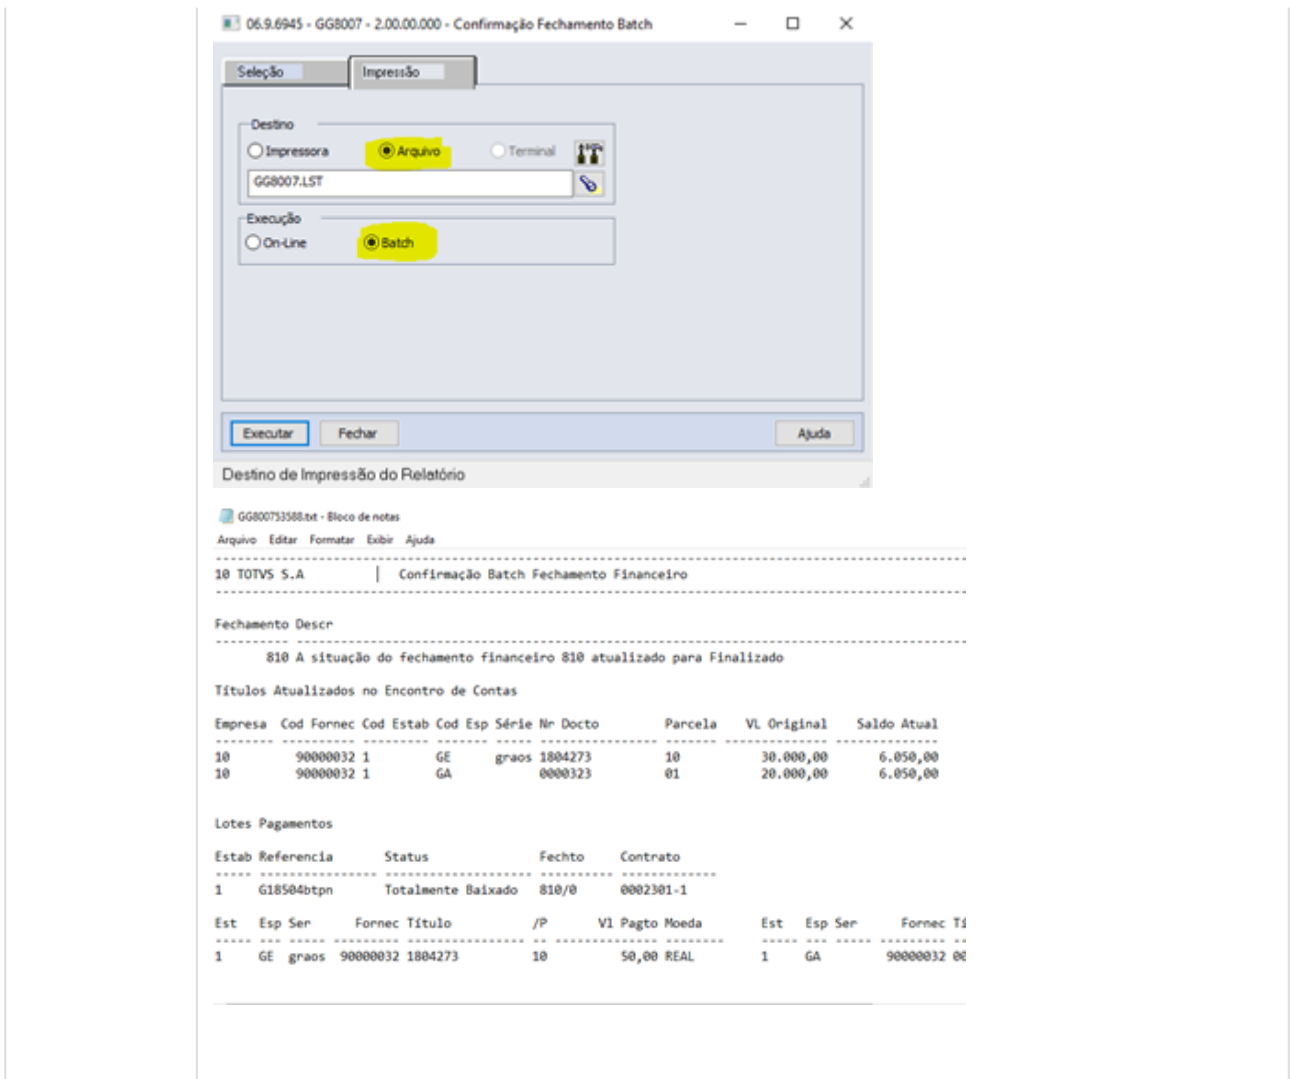 06.9.6945 - GG8007 - 2.00.00.000 - Confirmação Fechamento Batch
Seleção Impressão
Destino
Impressora Arquivo Terminal
GG8007.LST
Execução
On-Line Batch
Executar Fechar Ajuda
Destino de Impressão do Relatório
GG800753588.txt - Bloco de notas
Arquivo Editar Formatar Exibir Ajuda
10 TOTVS S.A | Confirmação Batch Fechamento Financeiro
Fechamento Descr
810 A situação do fechamento financeiro 810 atualizado para Finalizado
Títulos Atualizados no Encontro de Contas
Empresa Cod Fornec Cod Estab Cod Esp Série Nr Docto Parcela VL Original Saldo Atual
10 90000032 1 GE graos 1804273 10 30.000,00 6.050,00
10 90000032 1 GA 0000323 01 20.000,00 6.050,00
Lotes Pagamentos
Estab Referencia Status Fechto Contrato
1 G18504btpn Totalmente Baixado 810/0 0002301-1
Est Esp Ser Fornec Título /P Vl Pagto Moeda Est Esp Ser Fornec Tí
1 GE graos 90000032 1804273 10 50,00 REAL 1 GA 90000032 00